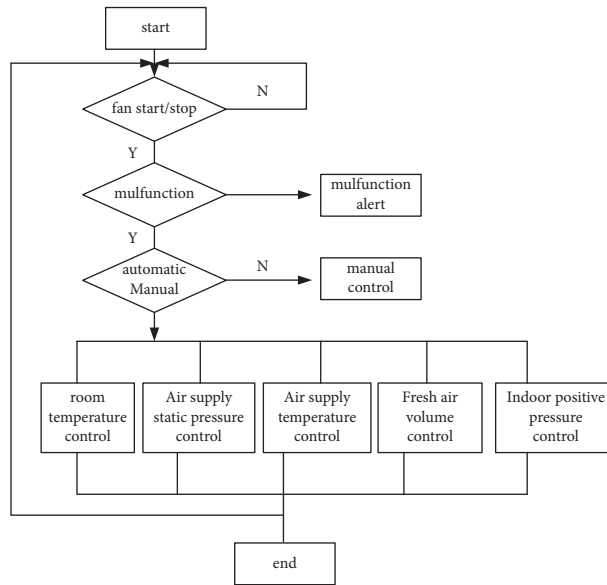 start
N
fan start/stop
Y
mulfunction
mulfunction
alert
Y
automatic
Manual
N
manual
control
room
temperature
control
Air supply
static pressure
control
Air supply
temperature
control
Fresh air
volume
control
Indoor positive
pressure
control
end